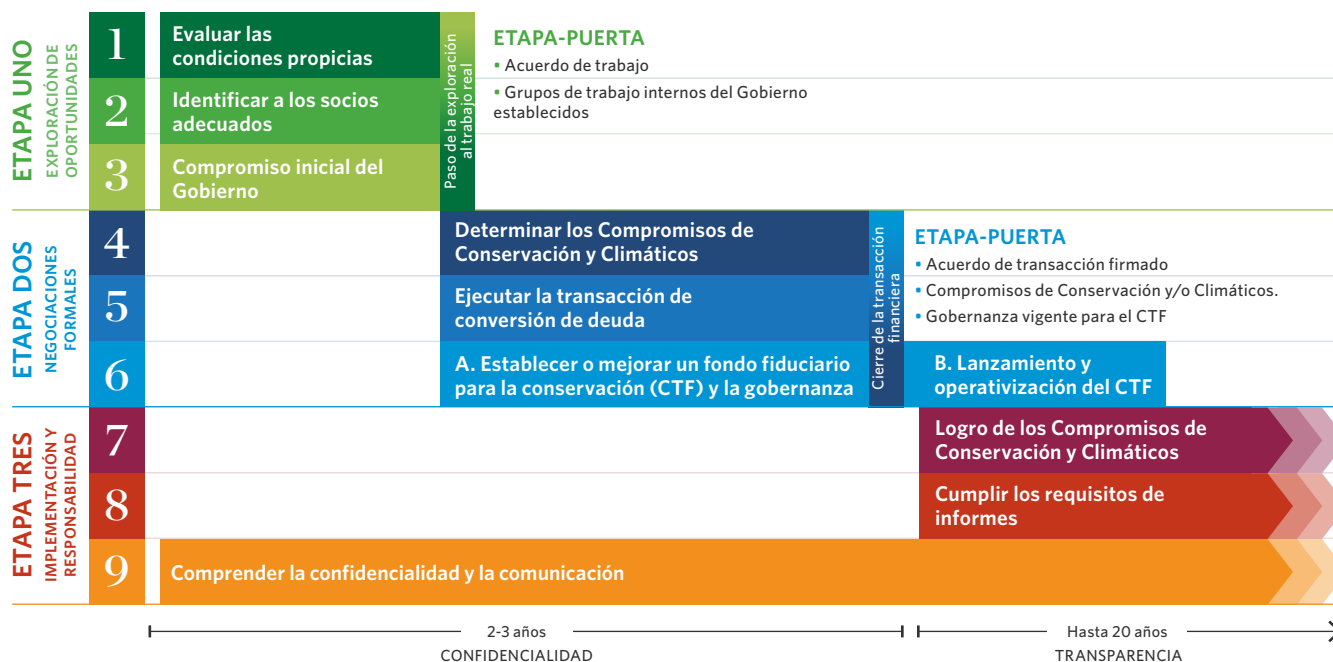 ETAPA UNO
EXPLORACIÓN DE
OPORTUNIDADES
1
Evaluar las
condiciones propicias
2
Identificar a los socios
adecuados
3
Compromiso inicial del
Gobierno
Paso de la exploración
al trabajo real
ETAPA-PUERTA
• Acuerdo de trabajo
• Grupos de trabajo internos del Gobierno
establecidos
ETAPA DOS
NEGOCIACIONES
FORMALES
4
Determinar los Compromisos de
Conservación y Climáticos
5
Ejecutar la transacción de
conversión de deuda
6
A. Establecer o mejorar un fondo fiduciario
para la conservación (CTF) y la gobernanza
Cierre de la transacción
financiera
ETAPA-PUERTA
• Acuerdo de transacción firmado
• Compromisos de Conservación y/o Climáticos.
• Gobernanza vigente para el CTF
B. Lanzamiento y
operativización del CTF
ETAPA TRES
IMPLEMENTACIÓN Y
RESPONSABILIDAD
7
Logro de los Compromisos de
Conservación y Climáticos
8
Cumplir los requisitos de
informes
9
Comprender la confidencialidad y la comunicación
2-3 años
CONFIDENCIALIDAD
Hasta 20 años
TRANSPARENCIA